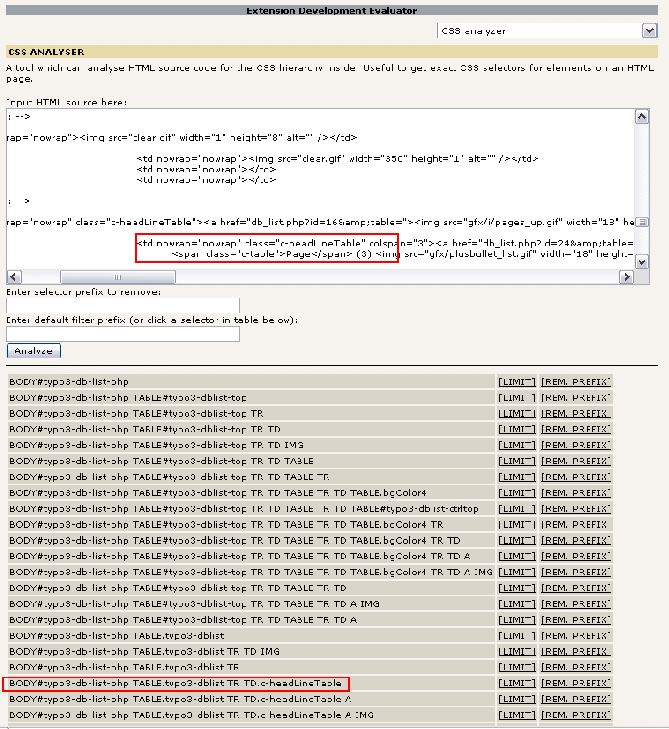 Extension Development Evaluator
CSS analyzer
CSS ANALYSER
A tool which can analyse HTML source code for the CSS hierarchy inside. Useful to get exact CSS selectors for elements on an HTML
page.
Input HTML source here:
: -->
rap="nowrap"><img src="clear.gif" width="1" height="8" alt="" /></td>
<td nowrap="nowrap"><img src="clear.gif" width="350" height="1" alt="" /></td>
<td nowrap="nowrap"></td>
<td nowrap="nowrap"></td>
rap="nowrap" class="c-headLineTable"><a href="db_list.php?id=16&amp;table="><img src="gfx/i/pages_up.gif" width="18" he
<td nowrap="nowrap" class="c-headLineTable" colspan="3"><a href="db_list.php?id=24&amp;table=
<span class="c-table">Page</span> (3) <img src="gfx/plusbullet_list.gif" width="18" height=
Enter selector prefix to remove:
Enter default filter prefix (or click a selector in table below):
Analyze
BODY#typo3-db-list-php [LIMIT] [REM. PREFIX]
BODY#typo3-db-list-php TABLE#typo3-dblist-top [LIMIT] [REM. PREFIX]
BODY#typo3-db-list-php TABLE#typo3-dblist-top TR [LIMIT] [REM. PREFIX]
BODY#typo3-db-list-php TABLE#typo3-dblist-top TR TD [LIMIT] [REM. PREFIX]
BODY#typo3-db-list-php TABLE#typo3-dblist-top TR TD IMG [LIMIT] [REM. PREFIX]
BODY#typo3-db-list-php TABLE#typo3-dblist-top TR TD TABLE [LIMIT] [REM. PREFIX]
BODY#typo3-db-list-php TABLE#typo3-dblist-top TR TD TABLE TR [LIMIT] [REM. PREFIX]
BODY#typo3-db-list-php TABLE#typo3-dblist-top TR TD TABLE TR TD TABLE.bgColor4 [LIMIT] [REM. PREFIX]
BODY#typo3-db-list-php TABLE#typo3-dblist-top TR TD TABLE TR TD TABLE#typo3-dblist-ctrltop [LIMIT] [REM. PREFIX]
BODY#typo3-db-list-php TABLE#typo3-dblist-top TR TD TABLE TR TD TABLE.bgColor4 TR [LIMIT] [REM. PREFIX]
BODY#typo3-db-list-php TABLE#typo3-dblist-top TR TD TABLE TR TD TABLE.bgColor4 TR TD [LIMIT] [REM. PREFIX]
BODY#typo3-db-list-php TABLE#typo3-dblist-top TR TD TABLE TR TD TABLE.bgColor4 TR TD A [LIMIT] [REM. PREFIX]
BODY#typo3-db-list-php TABLE#typo3-dblist-top TR TD TABLE TR TD TABLE.bgColor4 TR TD A IMG [LIMIT] [REM. PREFIX]
BODY#typo3-db-list-php TABLE#typo3-dblist-top TR TD TABLE TR TD [LIMIT] [REM. PREFIX]
BODY#typo3-db-list-php TABLE#typo3-dblist-top TR TD TABLE TR TD A IMG [LIMIT] [REM. PREFIX]
BODY#typo3-db-list-php TABLE#typo3-dblist-top TR TD TABLE TR TD A [LIMIT] [REM. PREFIX]
BODY#typo3-db-list-php TABLE.typo3-dblist [LIMIT] [REM. PREFIX]
BODY#typo3-db-list-php TABLE.typo3-dblist TR TD IMG [LIMIT] [REM. PREFIX]
BODY#typo3-db-list-php TABLE.typo3-dblist TR [LIMIT] [REM. PREFIX]
BODY#typo3-db-list-php TABLE.typo3-dblist TR TD.c-headLineTable [LIMIT] [REM. PREFIX]
BODY#typo3-db-list-php TABLE.typo3-dblist TR TD.c-headLineTable A [LIMIT] [REM. PREFIX]
BODY#typo3-db-list-php TABLE.typo3-dblist TR TD.c-headLineTable A IMG [LIMIT] [REM. PREFIX]